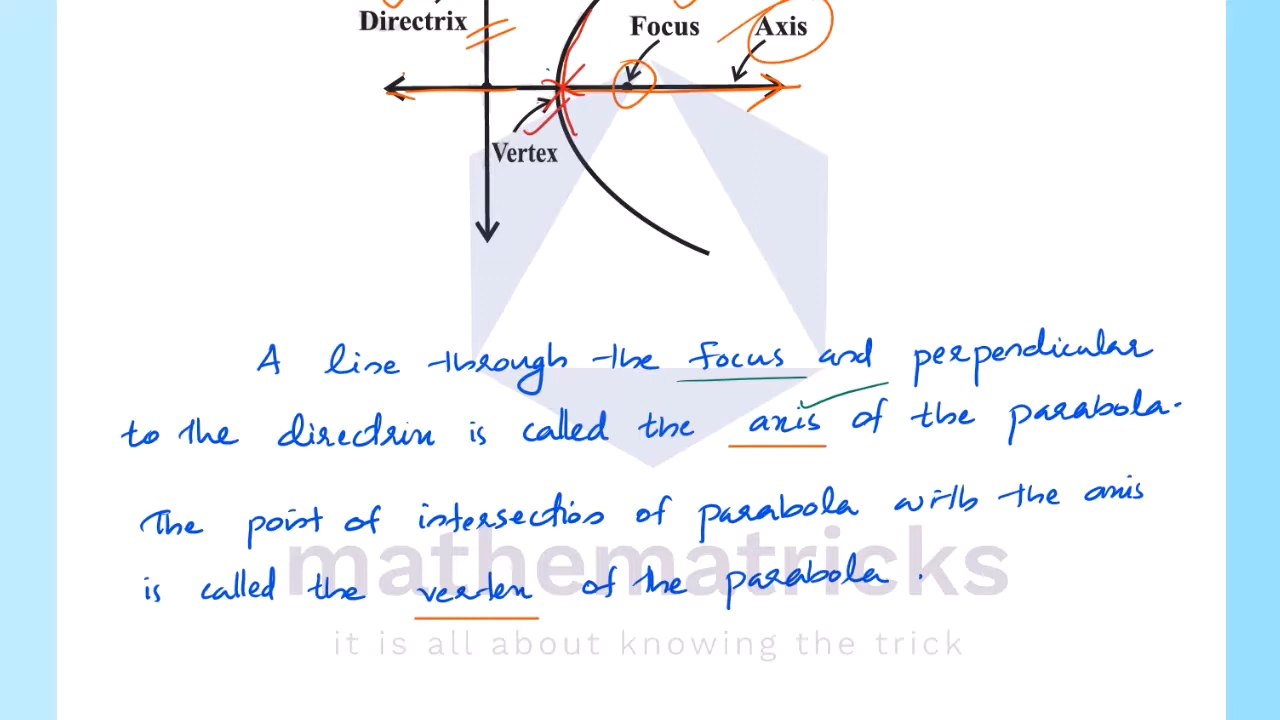 Directrix
Focus
Axis
Vertex
A line through the focus and perpendicular
to the directrix is called the axis of the parabola.
The point of intersection of parabola with the axis
is called the vertex of the parabola.
mathematricks
it is all about knowing the trick